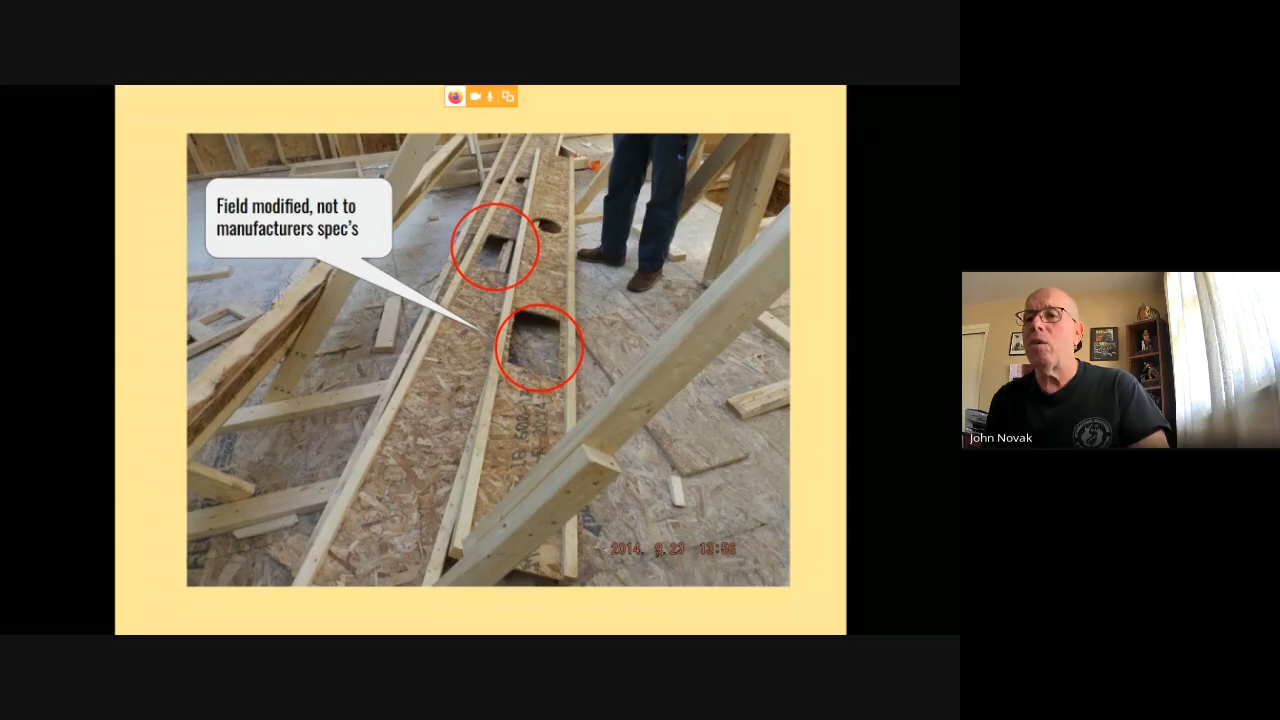 Field modified, not to
manufacturers spec's
2014. 9.23 13:56
John Novak